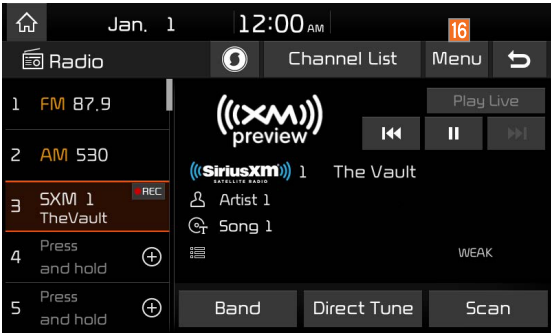 Jan. 1 12:00 AM
16
Radio Channel List Menu
1 FM 87.9
2 AM 530
3 SXM 1 REC
TheVault
4 Press
and hold
5 Press
and hold
((XM))
preview
Play Live
((SiriusXM)) 1 The Vault
SATELLITE RADIO
Artist 1
Song 1
WEAK
Band Direct Tune Scan